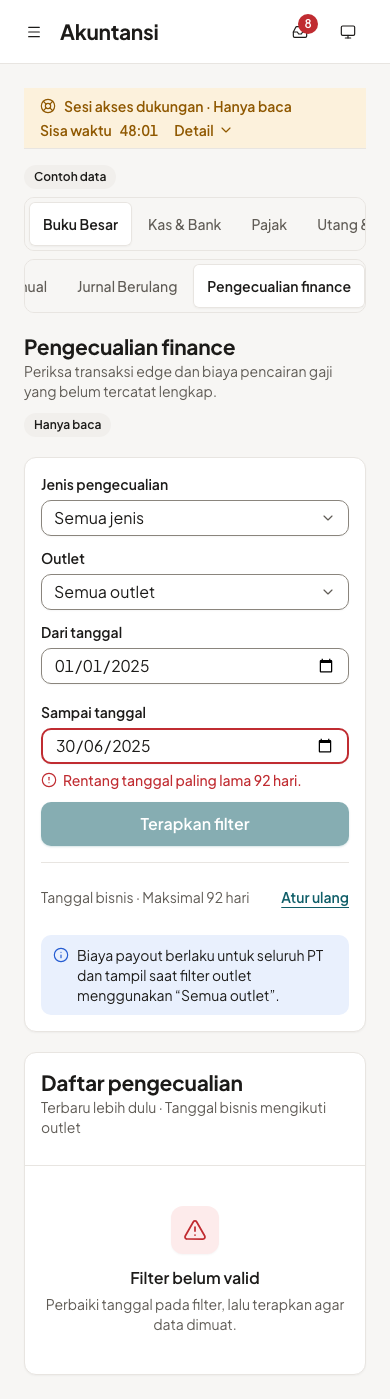 Akuntansi
8
Sesi akses dukungan · Hanya baca
Sisa waktu 48:01 Detail
Contoh data
Buku Besar Kas & Bank Pajak Utang &
Jurnal Berulang Pengecualian finance
Pengecualian finance
Periksa transaksi edge dan biaya pencairan gaji
yang belum tercatat lengkap.
Hanya baca
Jenis pengecualian
Semua jenis
Outlet
Semua outlet
Dari tanggal
01/01/2025
Sampai tanggal
30/06/2025
Rentang tanggal paling lama 92 hari.
Terapkan filter
Tanggal bisnis · Maksimal 92 hari Atur ulang
Biaya payout berlaku untuk seluruh PT
dan tampil saat filter outlet
menggunakan “Semua outlet”.
Daftar pengecualian
Terbaru lebih dulu · Tanggal bisnis mengikuti
outlet
Filter belum valid
Perbaiki tanggal pada filter, lalu terapkan agar
data dimuat.